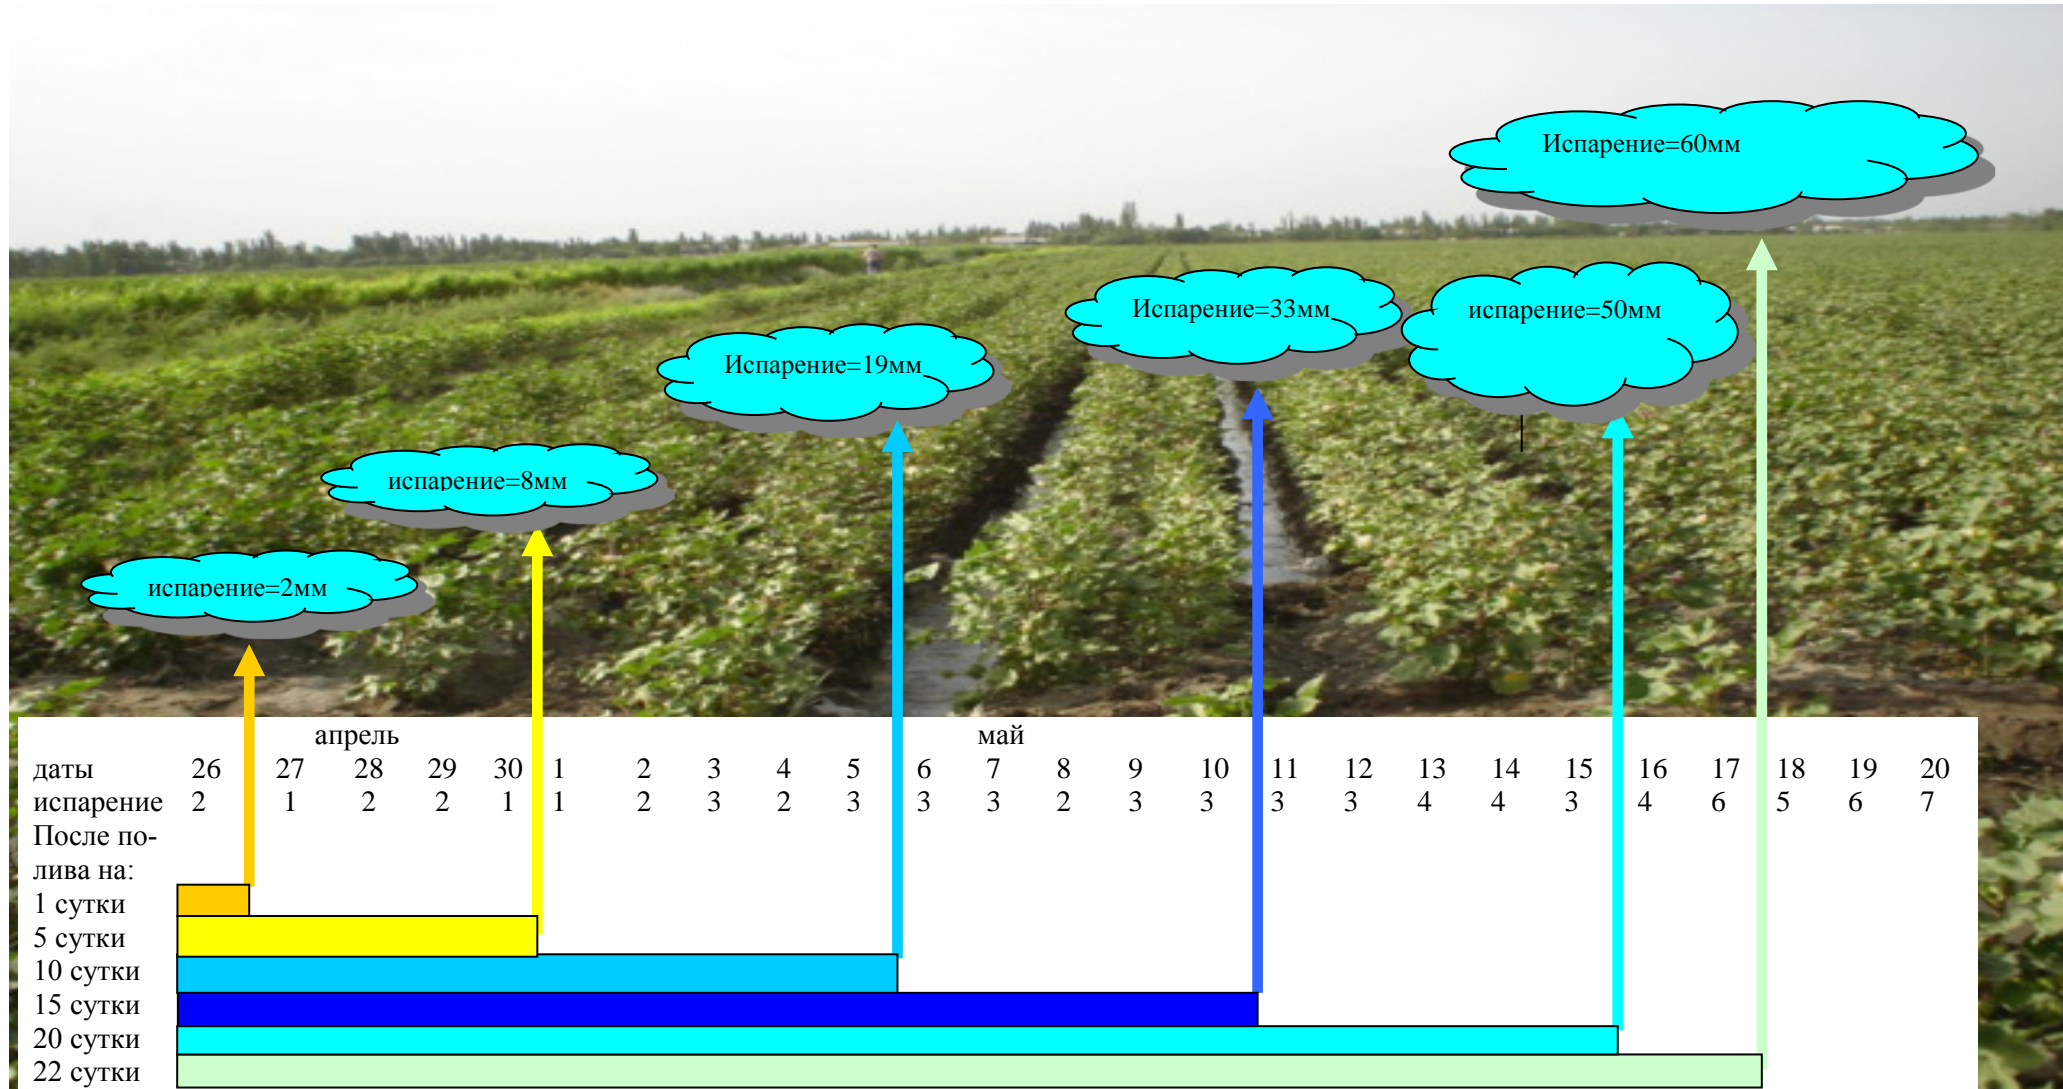 Испарение=60мм
Испарение=33мм
испарение=50мм
Испарение=19мм
испарение=8мм
испарение=2мм
апрель май
даты 26 27 28 29 30 1 2 3 4 5 6 7 8 9 10 11 12 13 14 15 16 17 18 19 20
испарение 2 1 2 2 1 1 2 3 2 3 3 3 2 3 3 3 3 4 4 3 4 6 5 6 7
После по-
лива на:
1 сутки
5 сутки
10 сутки
15 сутки
20 сутки
22 сутки